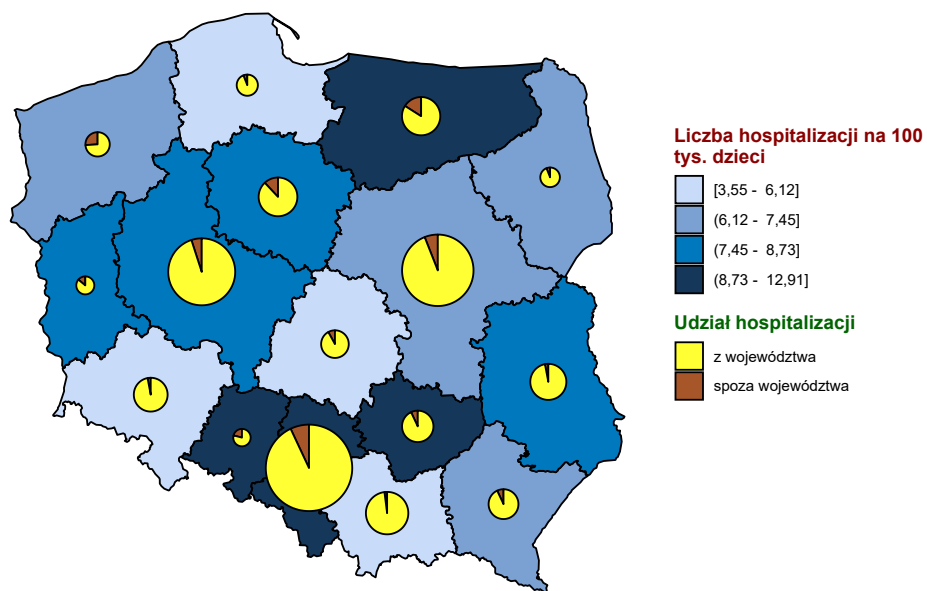 Liczba hospitalizacji na 100
tys. dzieci
[3,55 - 6,12]
(6,12 - 7,45]
(7,45 - 8,73]
(8,73 - 12,91]
Udział hospitalizacji
z województwa
spoza województwa